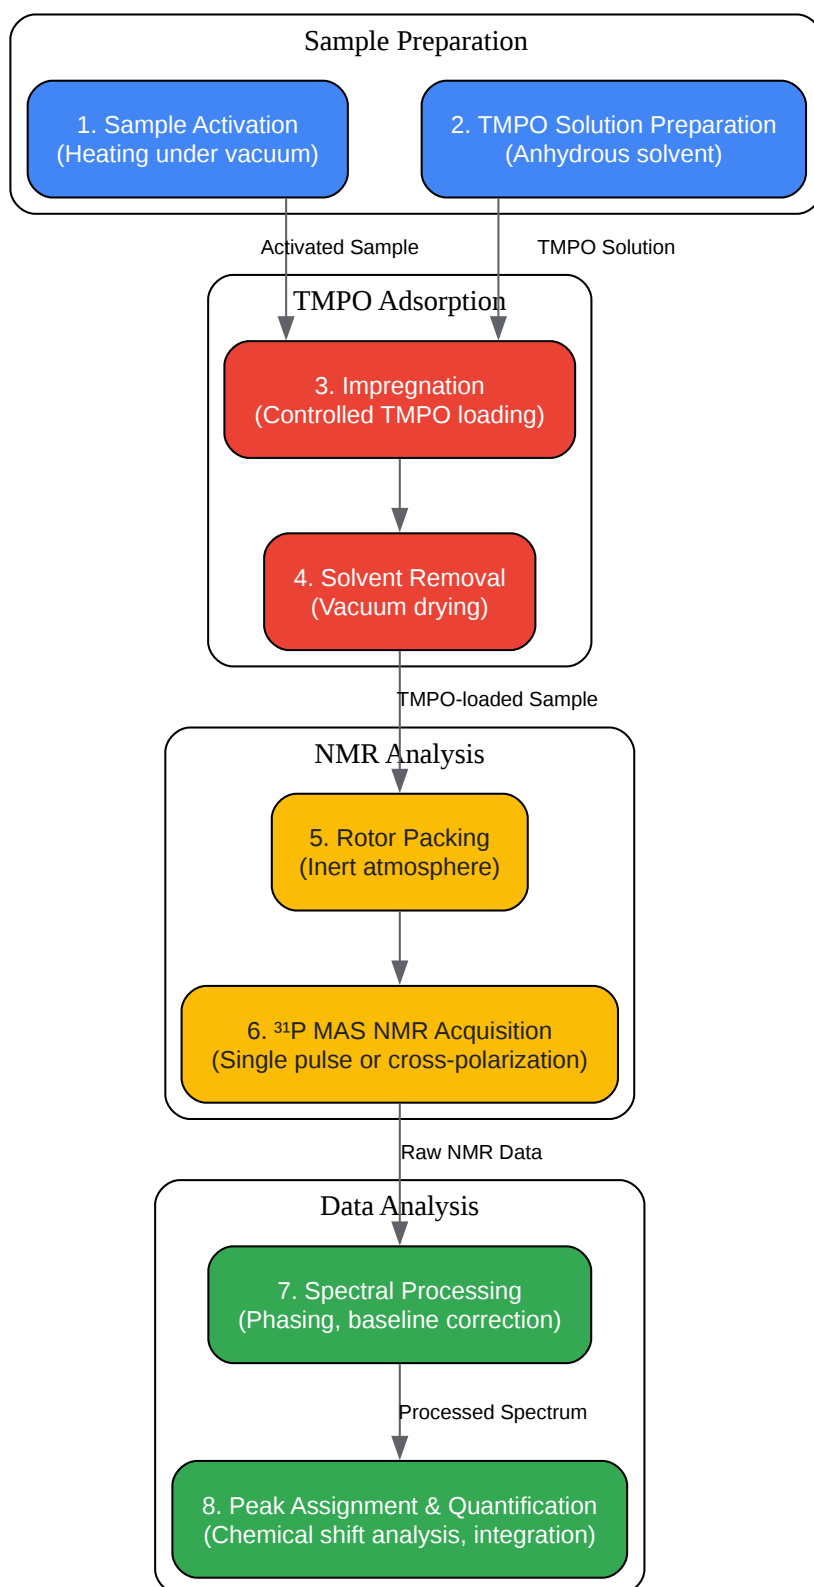 Sample Preparation
1. Sample Activation
(Heating under vacuum)
2. TMPO Solution Preparation
(Anhydrous solvent)
Activated Sample
TMPO Solution
TMPO Adsorption
3. Impregnation
(Controlled TMPO loading)
4. Solvent Removal
(Vacuum drying)
TMPO-loaded Sample
NMR Analysis
5. Rotor Packing
(Inert atmosphere)
6. ³¹P MAS NMR Acquisition
(Single pulse or cross-polarization)
Raw NMR Data
Data Analysis
7. Spectral Processing
(Phasing, baseline correction)
Processed Spectrum
8. Peak Assignment & Quantification
(Chemical shift analysis, integration)